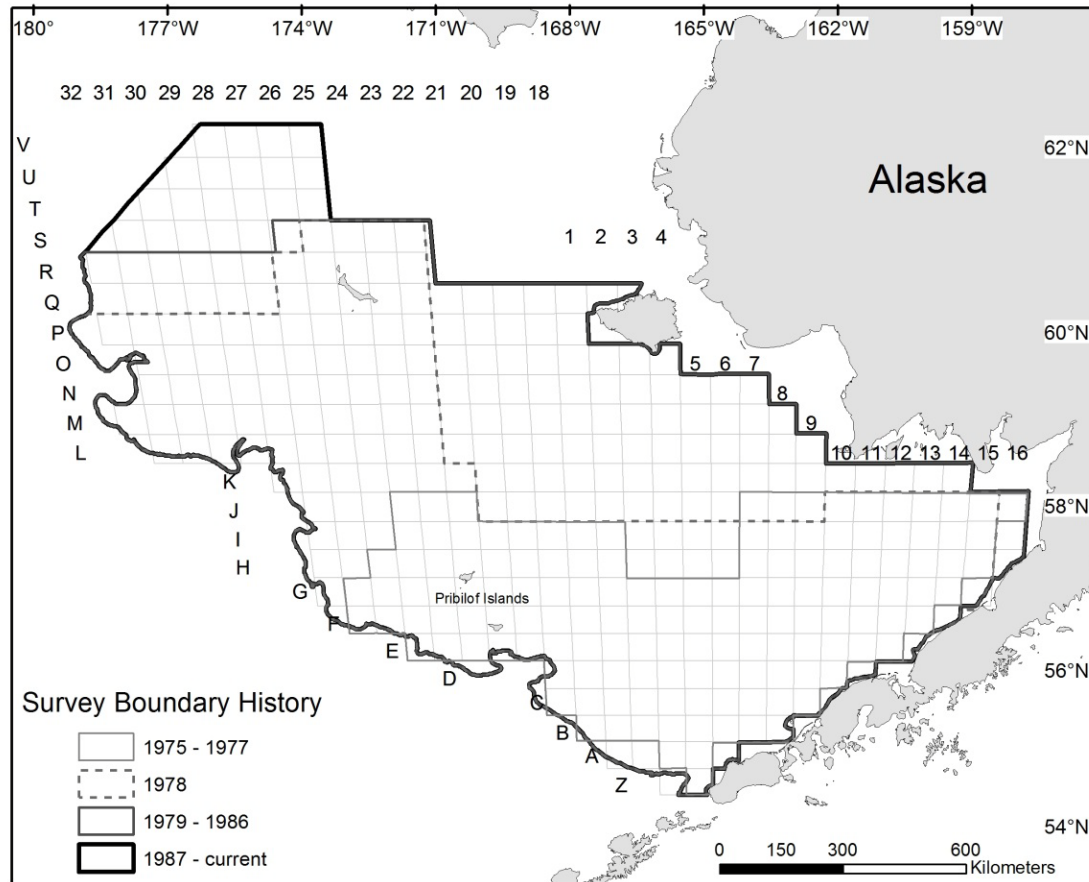 180° 177°W 174°W 171°W 168°W 165°W 162°W 159°W
32 31 30 29 28 27 26 25 24 23 22 21 20 19 18
V
62°N
U
Alaska
T
S
1 2 3 4
R
Q
P
60°N
O
5 6 7
N
8
M
9
L
10 11 12 13 14 15 16
K
58°N
J
I
H
G
Pribilof Islands
F
E
56°N
D
C
B
A
Z
Survey Boundary History
1975 - 1977
1978
1979 - 1986
1987 - current
54°N
0 150 300 600
Kilometers